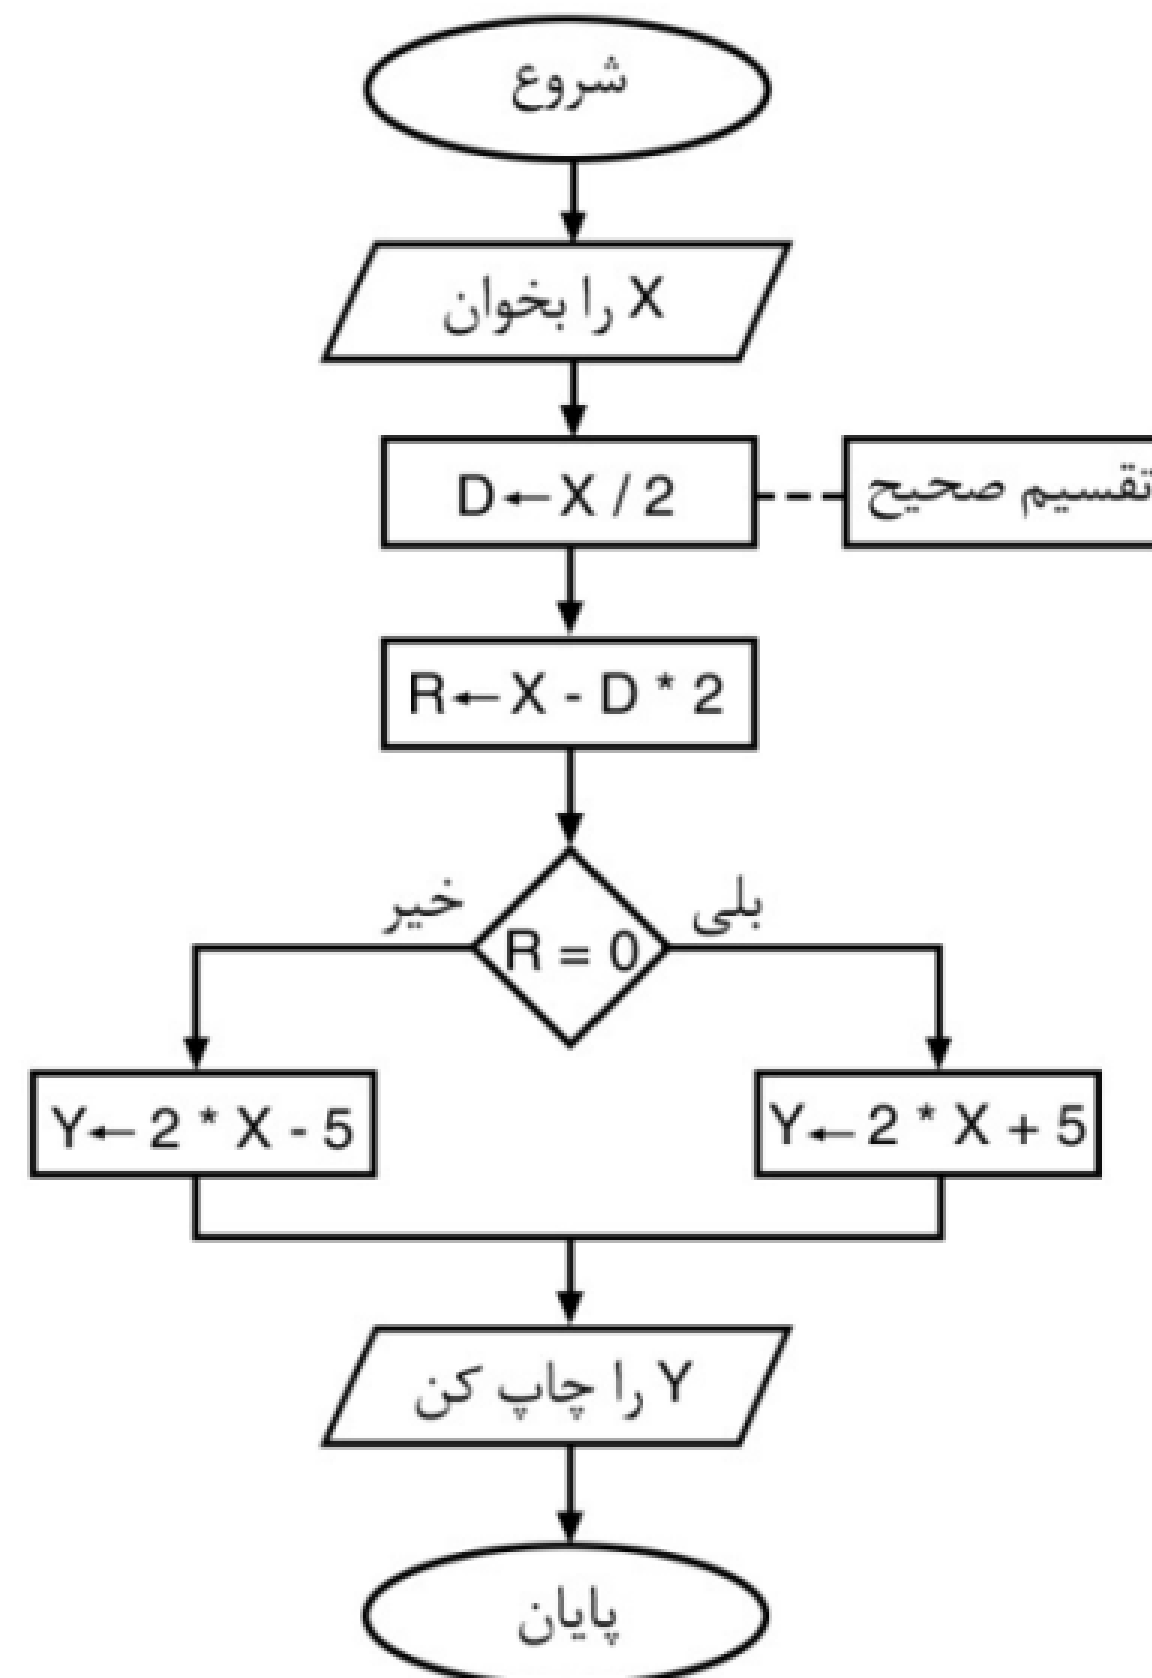 شروع
X را بخوان
D←X / 2
تقسیم صحیح
R←X - D * 2
R = 0
بلی
خیر
Y←2 * X + 5
Y←2 * X - 5
Y را چاپ کن
پایان